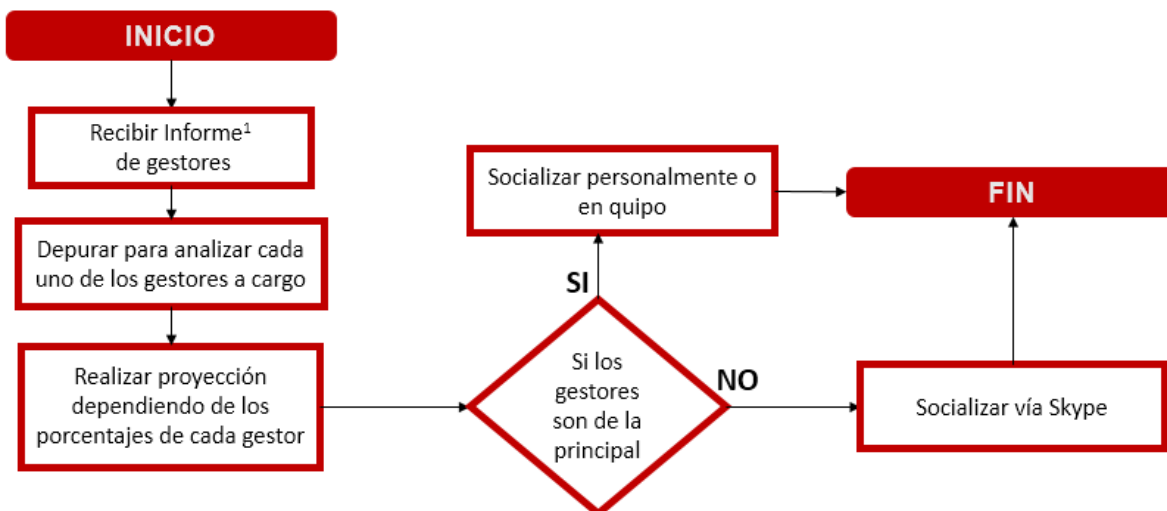 INICIO
Recibir Informe¹
de gestores
Depurar para analizar cada
uno de los gestores a cargo
Realizar proyección
dependiendo de los
porcentajes de cada gestor
Si los
gestores
son de la
principal
SI
Socializar personalmente o
en quipo
NO
Socializar vía Skype
FIN